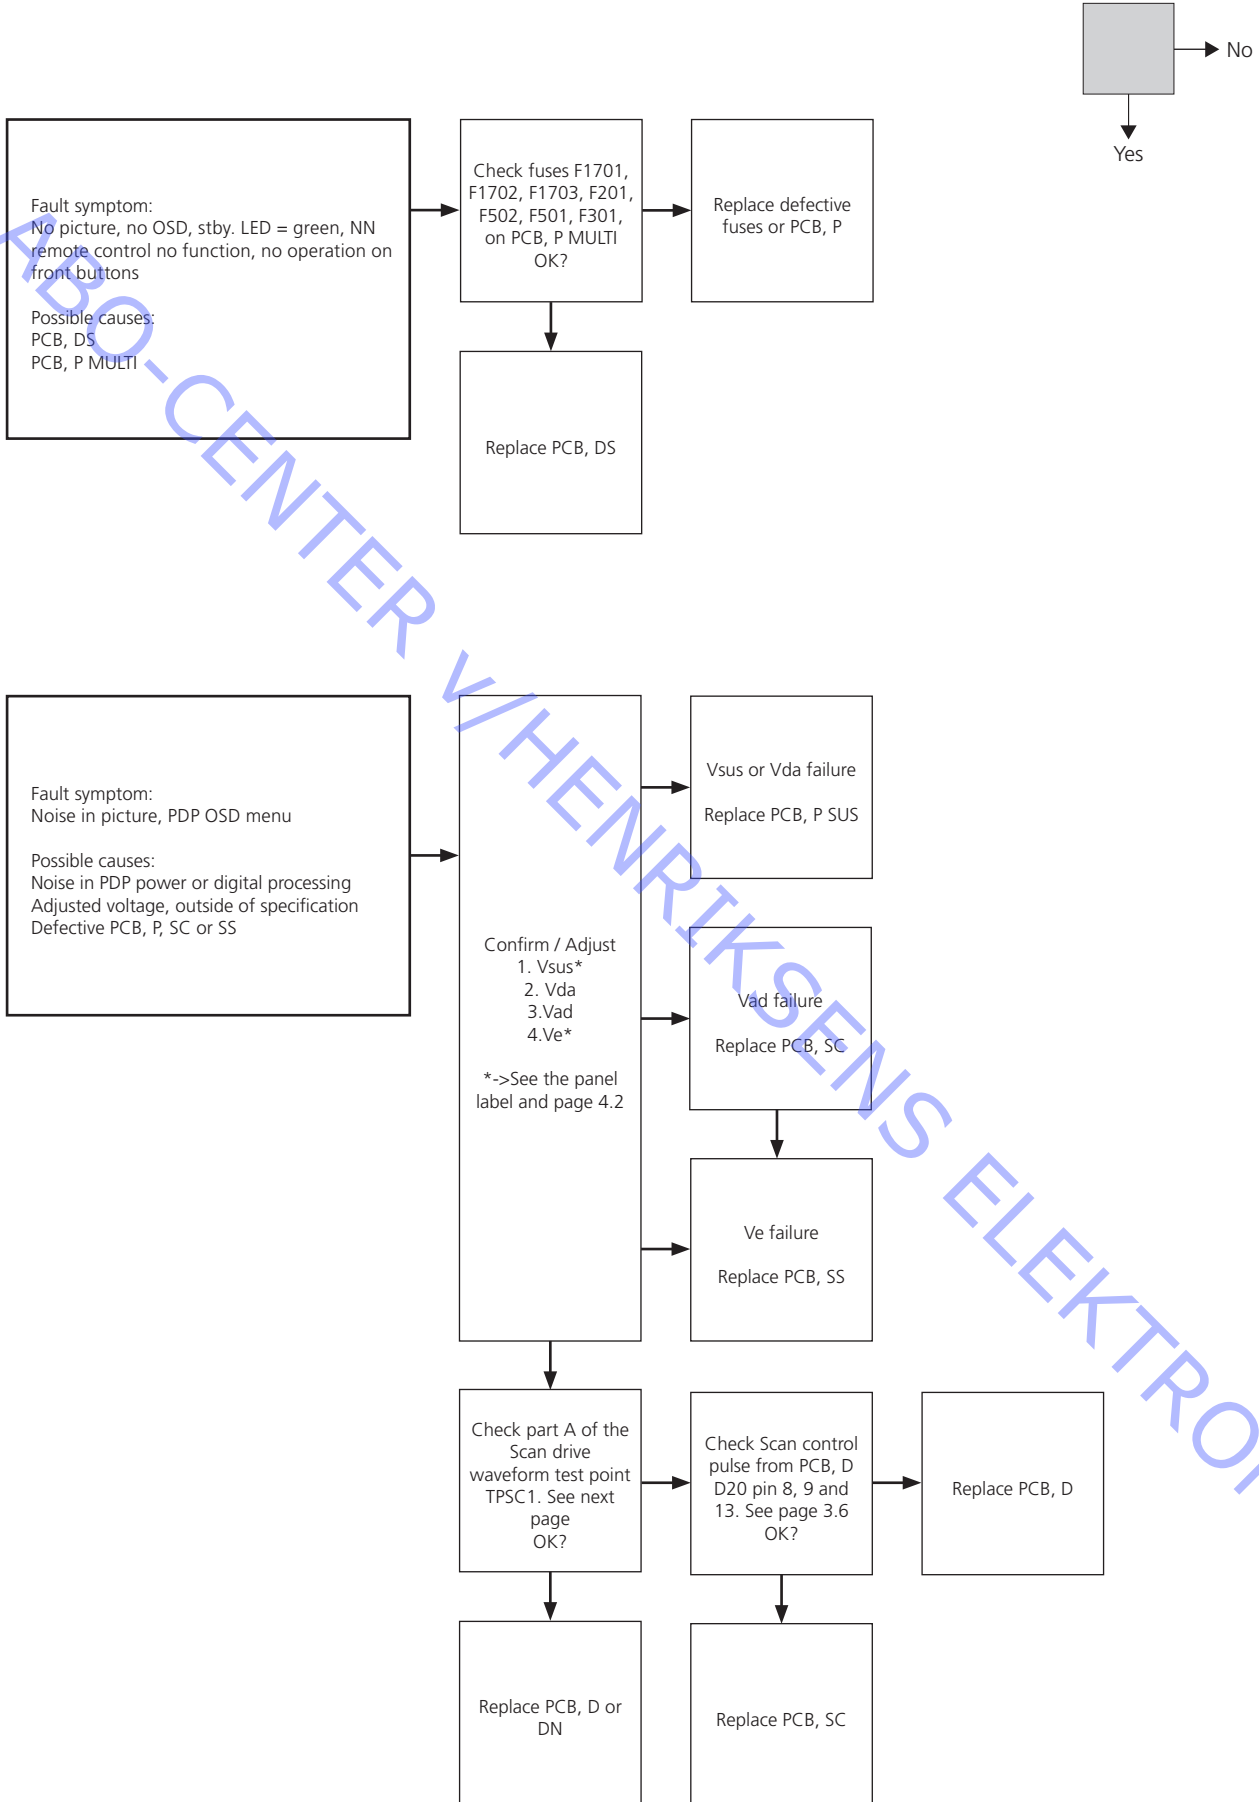 No
Yes
Fault symptom:
No picture, no OSD, stby. LED = green, NN
remote control no function, no operation on
front buttons
Possible causes:
PCB, DS
PCB, P MULTI
Check fuses F1701,
F1702, F1703, F201,
F502, F501, F301,
on PCB, P MULTI
OK?
Replace defective
fuses or PCB, P
Replace PCB, DS
Fault symptom:
Noise in picture, PDP OSD menu
Possible causes:
Noise in PDP power or digital processing
Adjusted voltage, outside of specification
Defective PCB, P, SC or SS
Confirm / Adjust
1. Vsus*
2. Vda
3.Vad
4.Ve*
*->See the panel
label and page 4.2
Vsus or Vda failure
Replace PCB, P SUS
Vad failure
Replace PCB, SC
Ve failure
Replace PCB, SS
Check part A of the
Scan drive
waveform test point
TPSC1. See next
page
OK?
Check Scan control
pulse from PCB, D
D20 pin 8, 9 and
13. See page 3.6
OK?
Replace PCB, D
Replace PCB, D or
DN
Replace PCB, SC
ABO-CENTER v/HENRIKSENS ELEKTRO